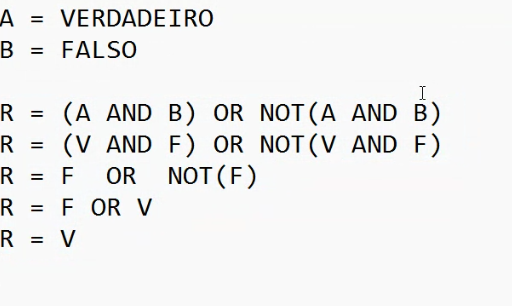 A = VERDADEIRO
B = FALSO
R = (A AND B) OR NOT(A AND B)
R = (V AND F) OR NOT(V AND F)
R = F OR NOT(F)
R = F OR V
R = V